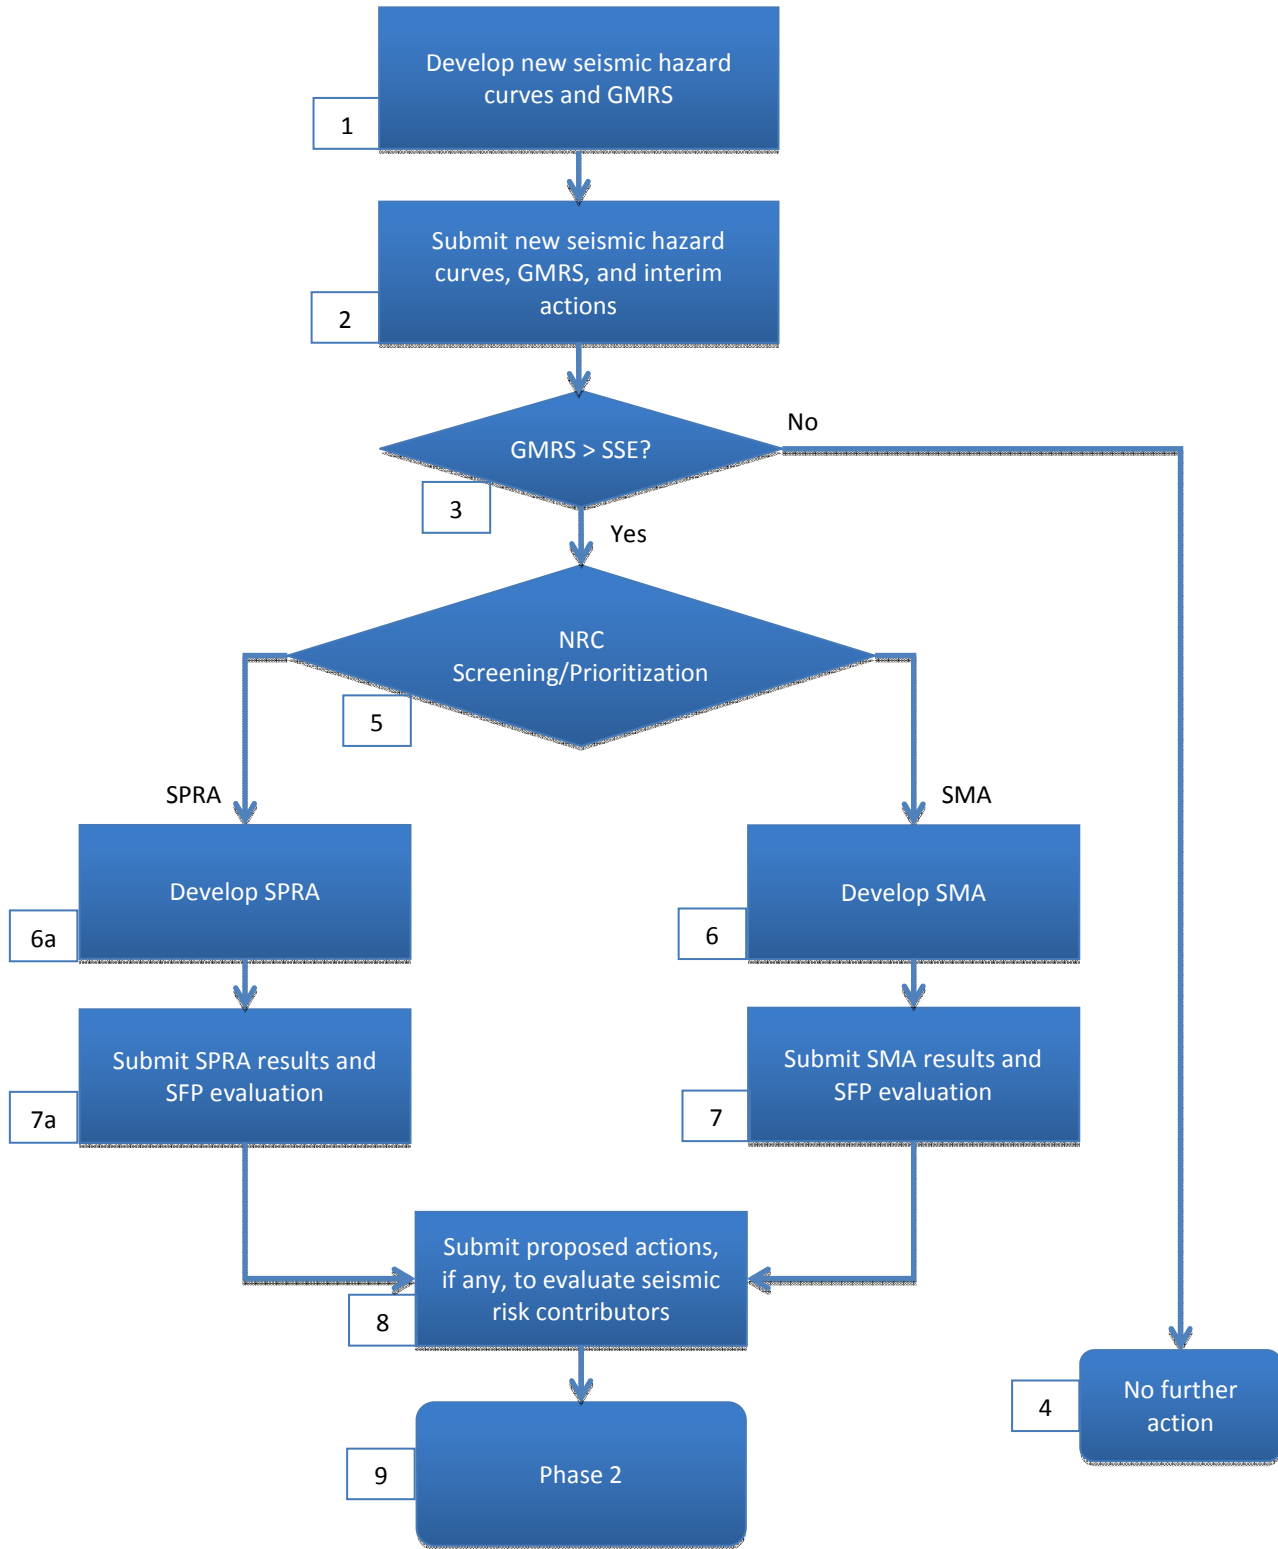 Develop new seismic hazard
curves and GMRS
1
Submit new seismic hazard
curves, GMRS, and interim
actions
2
GMRS > SSE?
No
3
Yes
NRC
Screening/Prioritization
5
SPRA
SMA
Develop SPRA
6a
Develop SMA
6
Submit SPRA results and
SFP evaluation
7a
Submit SMA results and
SFP evaluation
7
Submit proposed actions,
if any, to evaluate seismic
risk contributors
8
No further
action
4
Phase 2
9